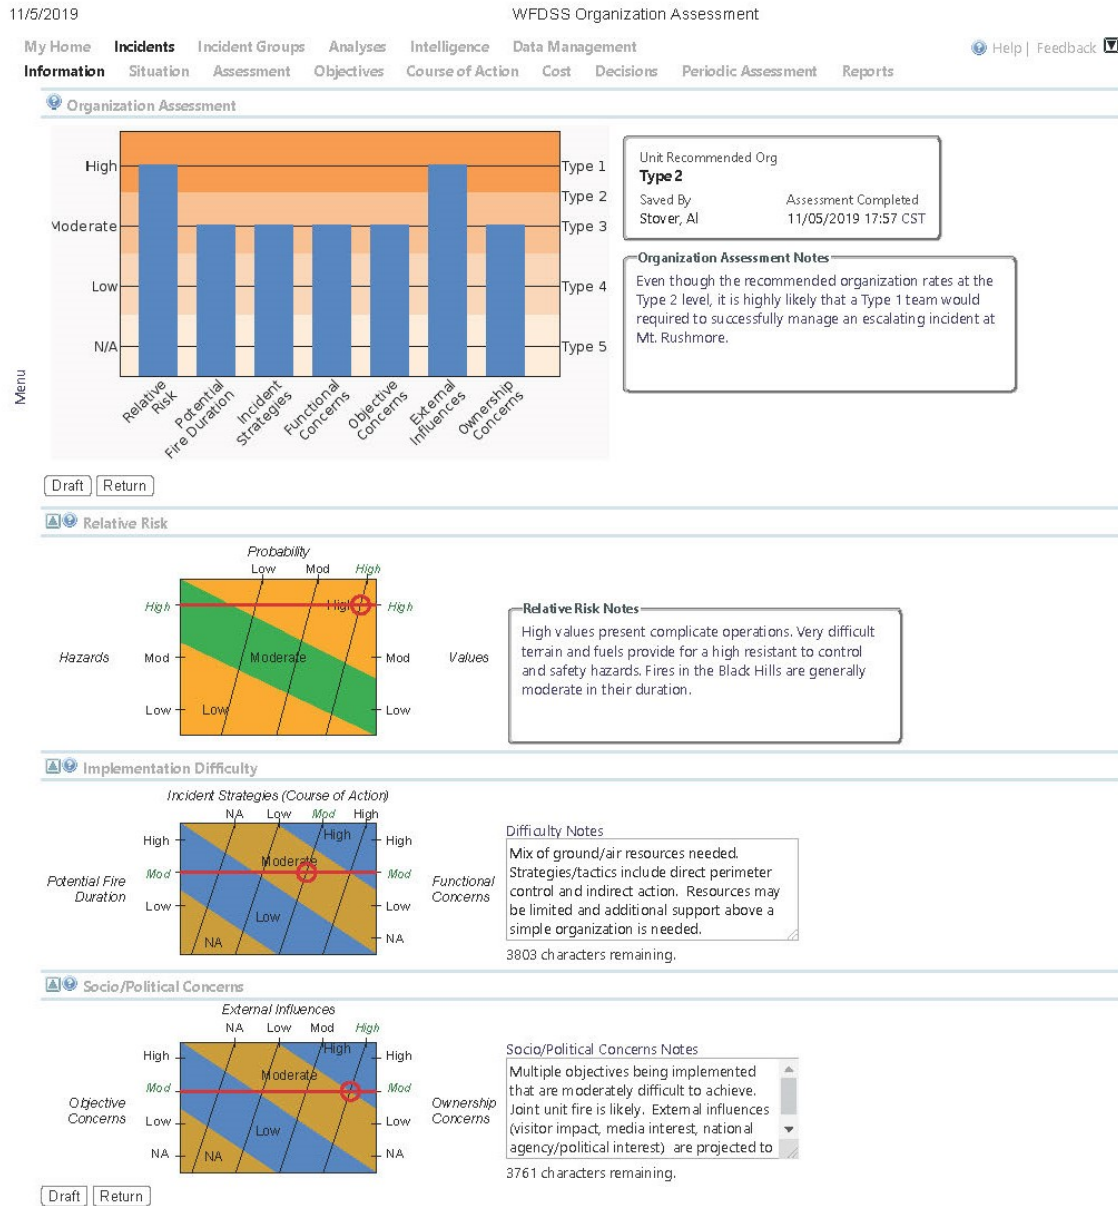 11/5/2019
WFDSS Organization Assessment
My Home Incidents Incident Groups Analyses Intelligence Data Management
Help | Feedback
Information Situation Assessment Objectives Course of Action Cost Decisions Periodic Assessment Reports
Organization Assessment
High
Moderate
Low
N/A
Type 1
Type 2
Type 3
Type 4
Type 5
Relative
Risk
Potential
Fire Duration
Incident
Strategies
Functional
Concerns
Objective
Concerns
External
Influences
Ownership
Concerns
Unit Recommended Org
Type 2
Saved By Assessment Completed
Stover, Al 11/05/2019 17:57 CST
Organization Assessment Notes
Even though the recommended organization rates at the
Type 2 level, it is highly likely that a Type 1 team would
required to successfully manage an escalating incident at
Mt. Rushmore.
Menu
Draft Return
Relative Risk
Probability
Low Mod High
High High High
Hazards Mod Moderate Mod Values
Low Low Low
Relative Risk Notes
High values present complicate operations. Very difficult
terrain and fuels provide for a high resistant to control
and safety hazards. Fires in the Black Hills are generally
moderate in their duration.
Implementation Difficulty
Incident Strategies (Course of Action)
NA Low Mod High
High High High
Moderate
Mod Mod
Potential Fire
Duration
Functional
Concerns
Low Low Low
NA NA
Difficulty Notes
Mix of ground/air resources needed.
Strategies/tactics include direct perimeter
control and indirect action. Resources may
be limited and additional support above a
simple organization is needed.
3803 characters remaining.
Socio/Political Concerns
External Influences
NA Low Mod High
High High High
Moderate
Mod Mod
Objective
Concerns
Ownership
Concerns
Low Low Low
NA NA NA
Socio/Political Concerns Notes
Multiple objectives being implemented
that are moderately difficult to achieve.
Joint unit fire is likely. External influences
(visitor impact, media interest, national
agency/political interest) are projected to
3761 characters remaining.
Draft Return